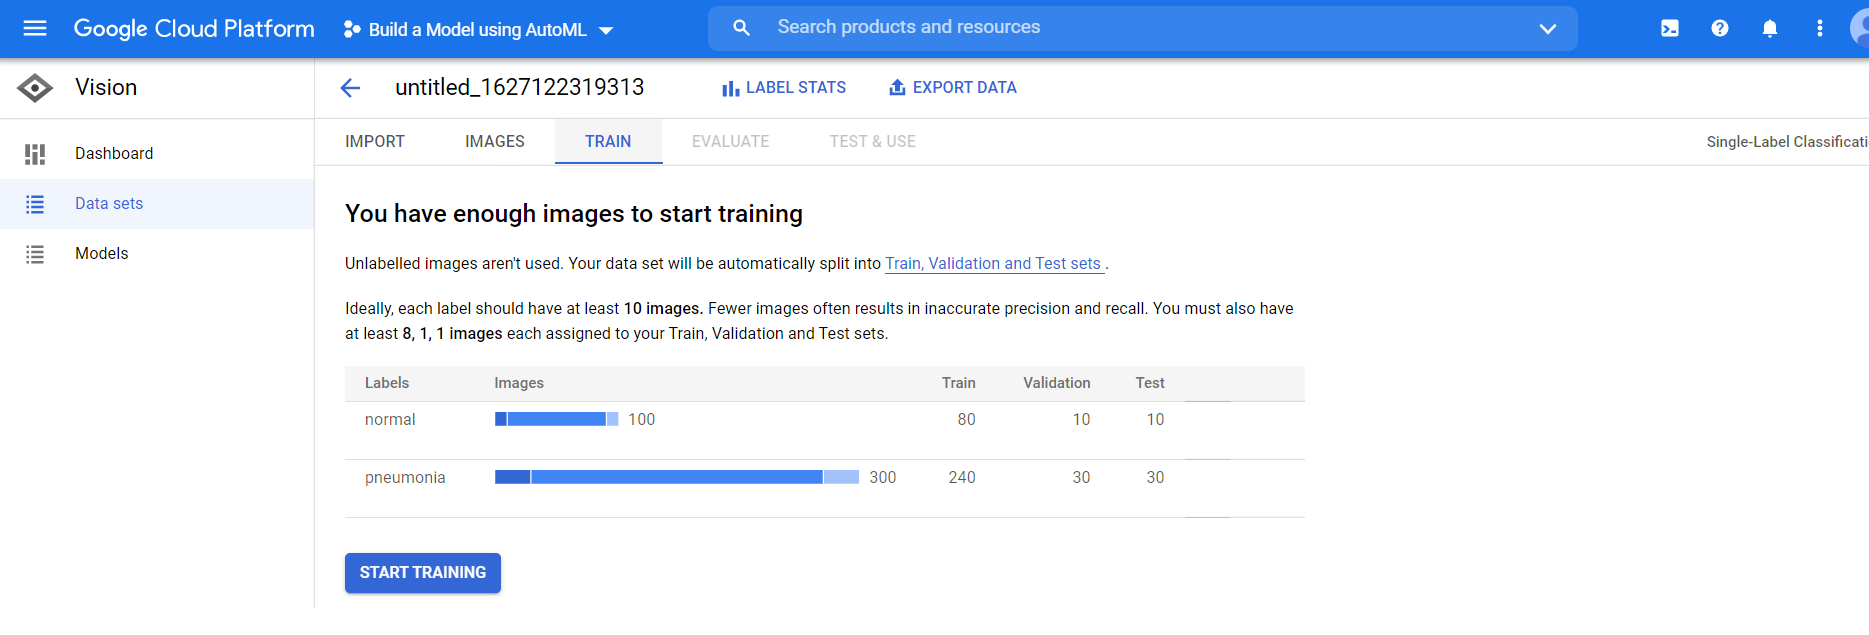 Google Cloud Platform
Build a Model using AutoML
Search products and resources
Vision
untitled_1627122319313
LABEL STATS
EXPORT DATA
Dashboard
Data sets
Models
IMPORT
IMAGES
TRAIN
EVALUATE
TEST & USE
Single-Label Classificati
You have enough images to start training
Unlabelled images aren't used. Your data set will be automatically split into Train, Validation and Test sets .
Ideally, each label should have at least 10 images. Fewer images often results in inaccurate precision and recall. You must also have
at least 8, 1, 1 images each assigned to your Train, Validation and Test sets.
Labels Images Train Validation Test
normal 100 80 10 10
pneumonia 300 240 30 30
START TRAINING